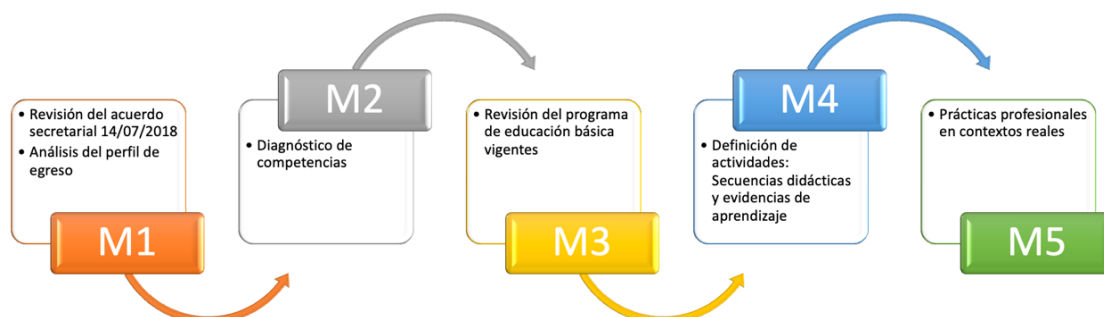 • Revisión del acuerdo
secretarial 14/07/2018
• Análisis del perfil de
egreso
M1
M2
• Diagnóstico de
competencias
• Revisión del programa
de educación básica
vigentes
M3
M4
• Definición de
actividades:
Secuencias didácticas
y evidencias de
aprendizaje
• Prácticas profesionales
en contextos reales
M5